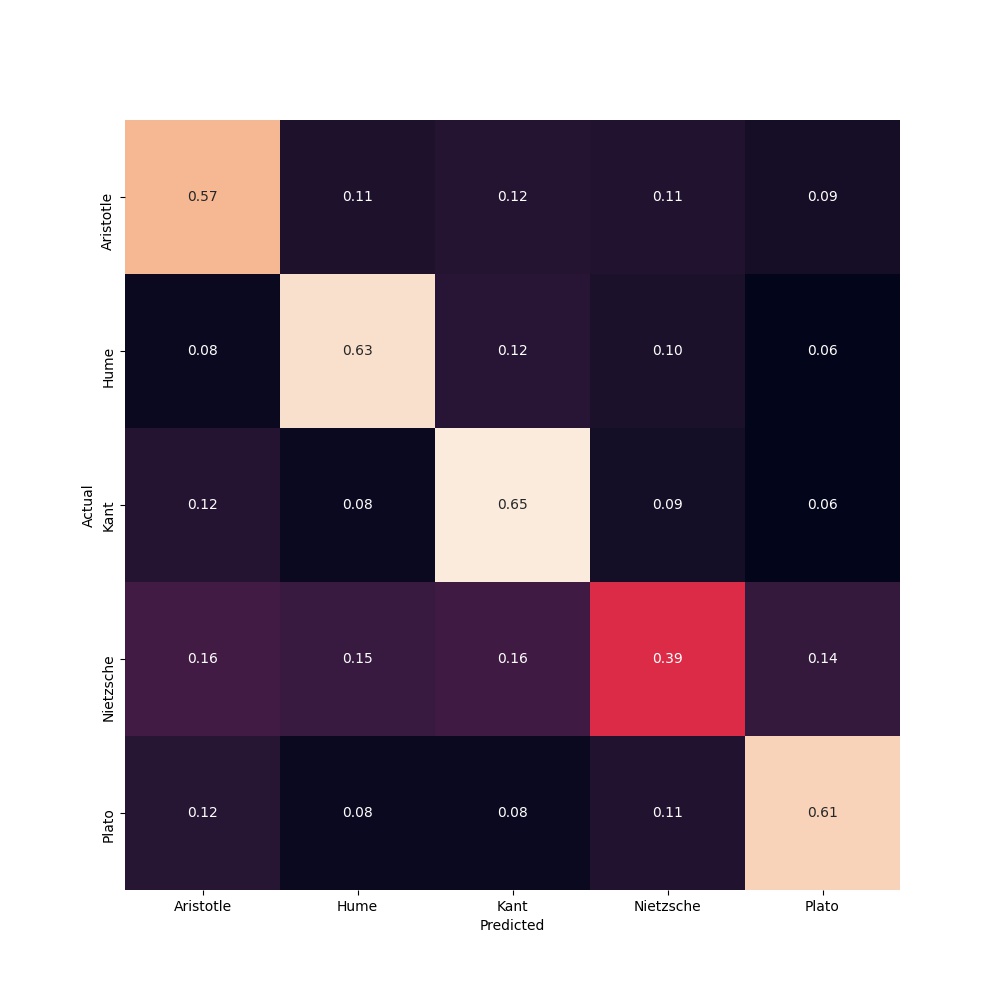 0.57 0.11 0.12 0.11 0.09
Aristotle
0.08 0.63 0.12 0.10 0.06
Hume
0.12 0.08 0.65 0.09 0.06
Kant
Actual
0.16 0.15 0.16 0.39 0.14
Nietzsche
0.12 0.08 0.08 0.11 0.61
Plato
Aristotle Hume Kant Nietzsche Plato
Predicted